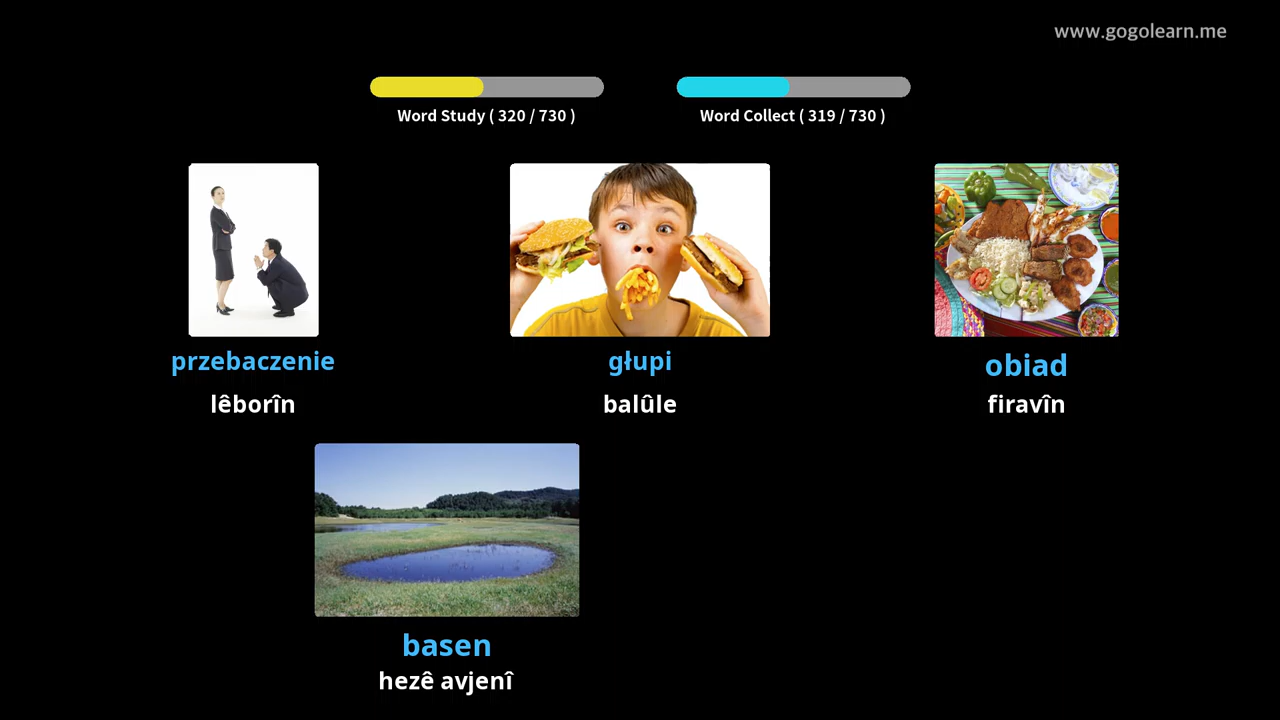 www.gogolearn.me
Word Study ( 320 / 730 )
Word Collect ( 319 / 730 )
przebaczenie
głupi
obiad
lêborîn
balûle
firavîn
basen
hezê avjenî